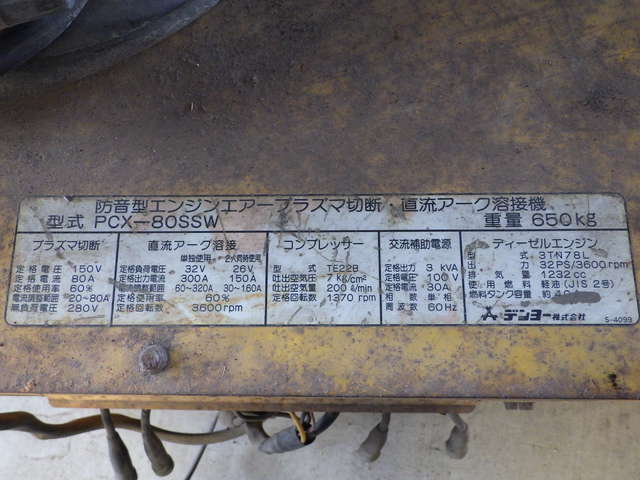 防音型エンジンエアープラズマ切断・直流アーク溶接機
型式 PCX-80SSW 重量 650kg
プラズマ切断
定格電圧 150V
定格電流 80A
定格使用率 60%
電流調整範囲 20~80A
無負荷電圧 280V
直流アーク溶接
単独使用 2人同時使用
定格負荷電圧 32V 26V
定格出力電流 300A 150A
電流調整範囲 60~320A 30~160A
定格使用率 60%
定格回転数 3600rpm
コンプレッサー
型式 TE22B
吐出空気圧 7kg/cm²
吐出空気量 200ℓ/min
定格回転数 1370rpm
交流補助電源
定格出力 3 kVA
定格電圧 100V
定格電流 30A
相数 単相
周波数 60Hz
ディーゼルエンジン
型式 3TN78L
出力 32PS/3600rpm
排気量 1232cc
使用燃料 軽油(JIS 2号)
燃料タンク容量 約
デンヨー株式会社
S-4099